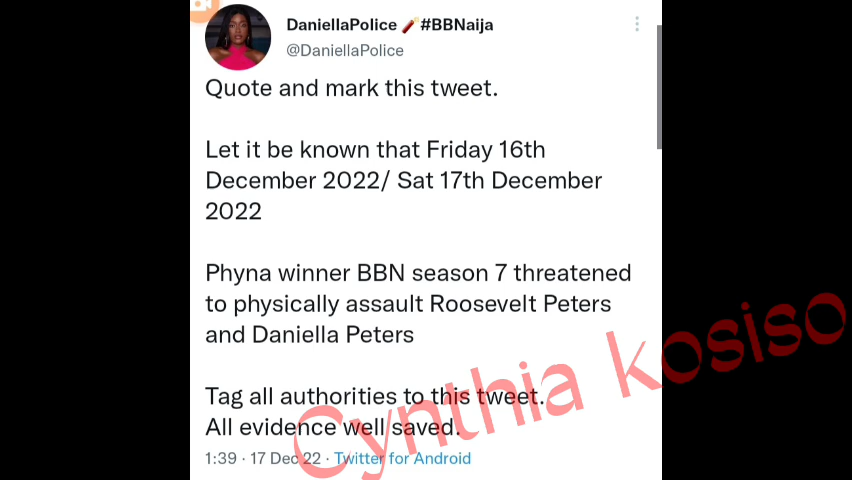 DaniellaPolice #BBNaija
@DaniellaPolice
Quote and mark this tweet.
Let it be known that Friday 16th
December 2022/ Sat 17th December
2022
Phyna winner BBN season 7 threatened
to physically assault Roosevelt Peters
and Daniella Peters
Tag all authorities to this tweet.
All evidence well saved.
1:39 · 17 Dec 22 · Twitter for Android
Cynthia kosiso